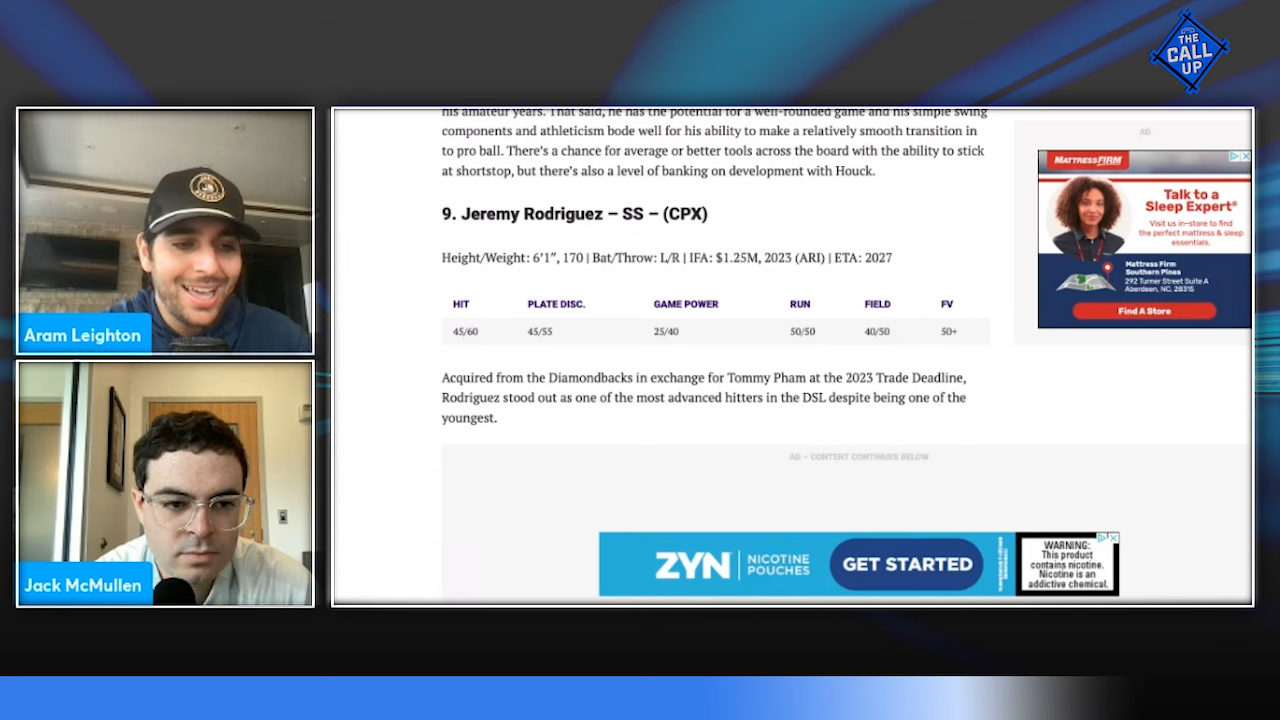 THE
CALL
UP
his amateur years. That said, he has the potential for a well-rounded game and his simple swing
components and athleticism bode well for his ability to make a relatively smooth transition in
to pro ball. There's a chance for average or better tools across the board with the ability to stick
at shortstop, but there's also a level of banking on development with Houck.
9. Jeremy Rodriguez – SS – (CPX)
Height/Weight: 6'1", 170 | Bat/Throw: L/R | IFA: $1.25M, 2023 (ARI) | ETA: 2027
HIT PLATE DISC. GAME POWER RUN FIELD FV
45/60 45/55 25/40 50/50 40/50 50+
Acquired from the Diamondbacks in exchange for Tommy Pham at the 2023 Trade Deadline,
Rodriguez stood out as one of the most advanced hitters in the DSL despite being one of the
youngest.
AD – CONTENT CONTINUES BELOW
ZYN NICOTINE
POUCHES
GET STARTED
WARNING:
This product
contains nicotine.
Nicotine is an
addictive chemical.
AD
MATTRESSFIRM
Talk to a
Sleep Expert®
Visit us in-store to find
the perfect mattress & sleep
essentials.
Mattress Firm
Southern Pines
292 Turner Street Suite A
Aberdeen, NC, 28315
Find A Store
Aram Leighton
Jack McMullen